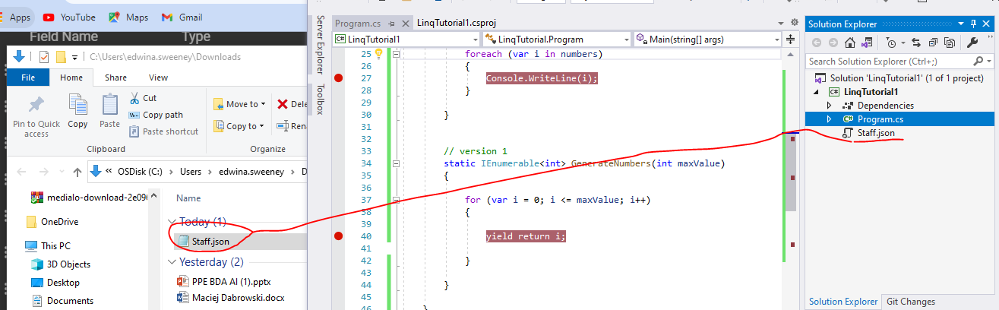 Apps YouTube Maps Gmail
Field Name Type
C:\Users\edwina.sweeney\Downloads
File Home Share View
Pin to Quick access
Copy
Paste
Cut
Copy path
Paste shortcut
Move to
Copy to
Dele
Ren
Clipboard Organize
« OSDisk (C:) > Users > edwina.sweeney > D
medialo-download-2e09
OneDrive
This PC
3D Objects
Desktop
Documents
Name
Today (1)
Staff.json
Yesterday (2)
PPE BDA AI (1).pptx
Maciej Dabrowski.docx
Server Explorer
Toolbox
Program.cs LinqTutorial1.csproj
LinqTutorial1 LinqTutorial.Program Main(string[] args)
25 foreach (var i in numbers)
26 {
27 Console.WriteLine(i);
28 }
29
30 }
31
32
33 // version 1
34 static IEnumerable<int> GenerateNumbers(int maxValue)
35 {
36
37 for (var i = 0; i <= maxValue; i++)
38 {
39
40 yield return i;
41
42 }
43
44 }
45
46 }
Solution Explorer
Search Solution Explorer (Ctrl+;)
Solution 'LinqTutorial1' (1 of 1 project)
LinqTutorial1
Dependencies
Program.cs
Staff.json
Solution Explorer Git Changes